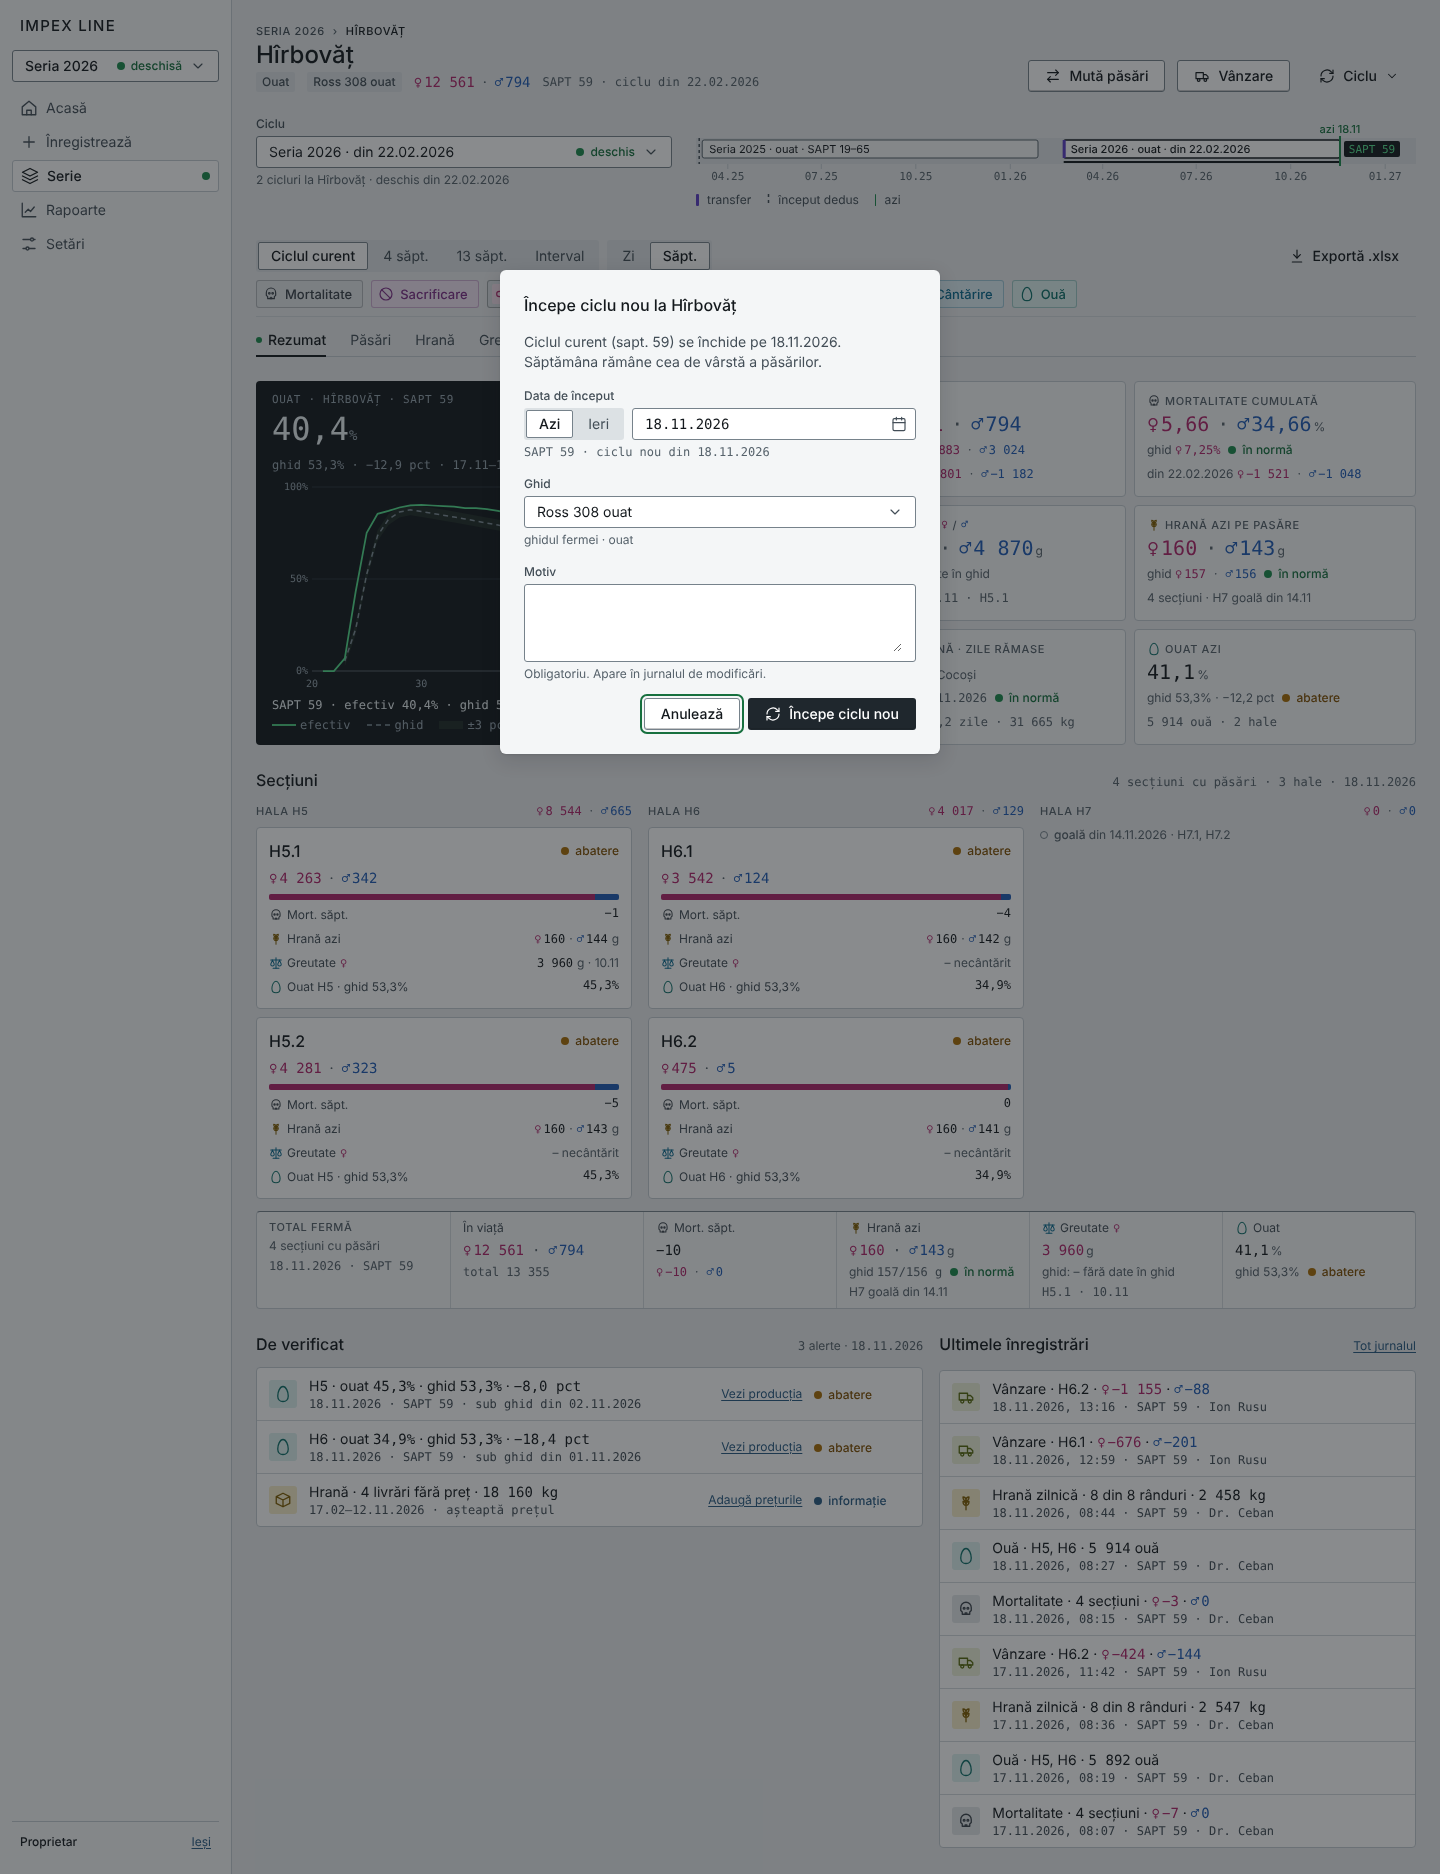 IMPEX LINE
Seria 2026 deschisă
Acasă
Înregistrează
Serie
Rapoarte
Setări
Proprietar Ieși
SERIA 2026 › HÎRBOVĂȚ
Hîrbovăț
Ouat Ross 308 ouat ♀12 561 · ♂794 SAPT 59 · ciclu din 22.02.2026
Mută păsări Vânzare Ciclu
Ciclu
Seria 2026 · din 22.02.2026 deschis
2 cicluri la Hîrbovăț · deschis din 22.02.2026
azi 18.11
Seria 2025 · ouat · SAPT 19–65 Seria 2026 · ouat · din 22.02.2026 SAPT 59
04.25 07.25 10.25 01.26 04.26 07.26 10.26 01.27
transfer început dedus azi
Ciclul curent 4 săpt. 13 săpt. Interval Zi Săpt. Exportă .xlsx
Mortalitate Sacrificare Cântărire Ouă
Rezumat Păsări Hrană Gre
Începe ciclu nou la Hîrbovăț
Ciclul curent (sapt. 59) se închide pe 18.11.2026.
Săptămâna rămâne cea de vârstă a păsărilor.
Data de început
Azi Ieri 18.11.2026
SAPT 59 · ciclu nou din 18.11.2026
Ghid
Ross 308 ouat
ghidul fermei · ouat
Motiv
Obligatoriu. Apare în jurnalul de modificări.
Anulează Începe ciclu nou
OUAT · HÎRBOVĂȚ · SAPT 59
40,4%
ghid 53,3% · −12,9 pct · 17.11–1
100%
50%
0%
20 30
SAPT 59 · efectiv 40,4% · ghid 5
efectiv ghid ±3 p
· ♂794
883 · ♂3 024
801 · ♂−1 182
MORTALITATE CUMULATĂ
♀5,66 · ♂34,66%
ghid ♀7,25% în normă
din 22.02.2026 ♀−1 521 · ♂−1 048
♀ / ♂
· ♂4 870g
te în ghid
.11 · H5.1
HRANĂ AZI PE PASĂRE
♀160 · ♂143g
ghid ♀157 · ♂156 în normă
4 secțiuni · H7 goală din 14.11
NĂ · ZILE RĂMASE
Cocoși
11.2026 în normă
,2 zile · 31 665 kg
OUAT AZI
41,1%
ghid 53,3% · −12,2 pct abatere
5 914 ouă · 2 hale
Secțiuni 4 secțiuni cu păsări · 3 hale · 18.11.2026
HALA H5 ♀8 544 · ♂665
H5.1 abatere
♀4 263 · ♂342
Mort. săpt. −1
Hrană azi ♀160 · ♂144 g
Greutate ♀ 3 960 g · 10.11
Ouat H5 · ghid 53,3% 45,3%
H5.2 abatere
♀4 281 · ♂323
Mort. săpt. −5
Hrană azi ♀160 · ♂143 g
Greutate ♀ – necântărit
Ouat H5 · ghid 53,3% 45,3%
HALA H6 ♀4 017 · ♂129
H6.1 abatere
♀3 542 · ♂124
Mort. săpt. −4
Hrană azi ♀160 · ♂142 g
Greutate ♀ – necântărit
Ouat H6 · ghid 53,3% 34,9%
H6.2 abatere
♀475 · ♂5
Mort. săpt. 0
Hrană azi ♀160 · ♂141 g
Greutate ♀ – necântărit
Ouat H6 · ghid 53,3% 34,9%
HALA H7 ♀0 · ♂0
goală din 14.11.2026 · H7.1, H7.2
TOTAL FERMĂ
4 secțiuni cu păsări
18.11.2026 · SAPT 59
În viață
♀12 561 · ♂794
total 13 355
Mort. săpt.
−10
♀−10 · ♂0
Hrană azi
♀160 · ♂143g
ghid 157/156 g în normă
H7 goală din 14.11
Greutate ♀
3 960g
ghid: – fără date în ghid
H5.1 · 10.11
Ouat
41,1%
ghid 53,3% abatere
De verificat 3 alerte · 18.11.2026
H5 · ouat 45,3% · ghid 53,3% · −8,0 pct
18.11.2026 · SAPT 59 · sub ghid din 02.11.2026
Vezi producția abatere
H6 · ouat 34,9% · ghid 53,3% · −18,4 pct
18.11.2026 · SAPT 59 · sub ghid din 01.11.2026
Vezi producția abatere
Hrană · 4 livrări fără preț · 18 160 kg
17.02–12.11.2026 · așteaptă prețul
Adaugă prețurile informație
Ultimele înregistrări Tot jurnalul
Vânzare · H6.2 · ♀−1 155 · ♂−88
18.11.2026, 13:16 · SAPT 59 · Ion Rusu
Vânzare · H6.1 · ♀−676 · ♂−201
18.11.2026, 12:59 · SAPT 59 · Ion Rusu
Hrană zilnică · 8 din 8 rânduri · 2 458 kg
18.11.2026, 08:44 · SAPT 59 · Dr. Ceban
Ouă · H5, H6 · 5 914 ouă
18.11.2026, 08:27 · SAPT 59 · Dr. Ceban
Mortalitate · 4 secțiuni · ♀−3 · ♂0
18.11.2026, 08:15 · SAPT 59 · Dr. Ceban
Vânzare · H6.2 · ♀−424 · ♂−144
17.11.2026, 11:42 · SAPT 59 · Ion Rusu
Hrană zilnică · 8 din 8 rânduri · 2 547 kg
17.11.2026, 08:36 · SAPT 59 · Dr. Ceban
Ouă · H5, H6 · 5 892 ouă
17.11.2026, 08:19 · SAPT 59 · Dr. Ceban
Mortalitate · 4 secțiuni · ♀−7 · ♂0
17.11.2026, 08:07 · SAPT 59 · Dr. Ceban